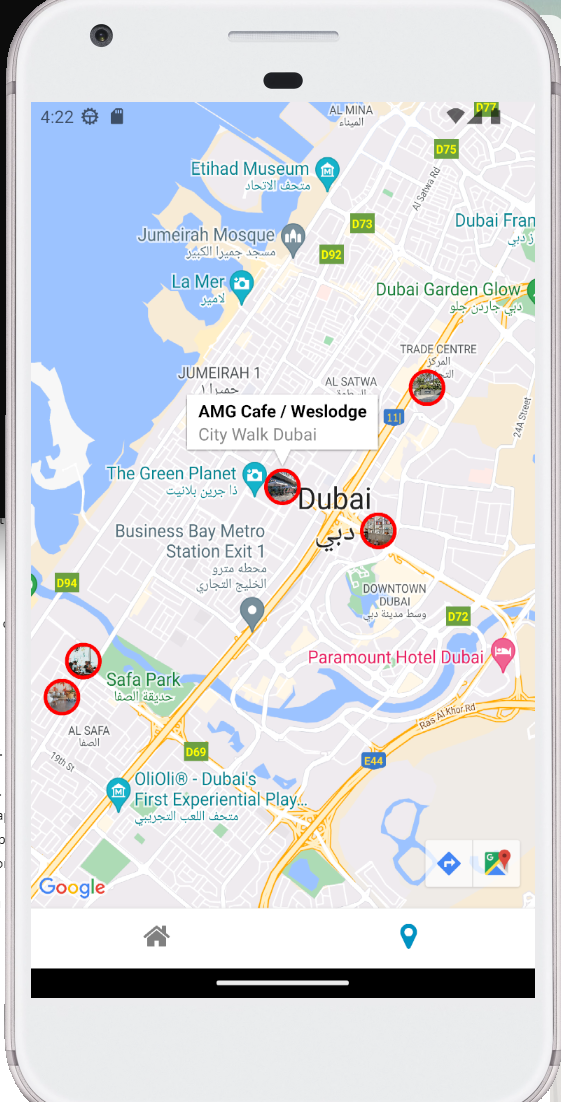 4:22
AL MINA
الميناء
D77
D75
Al Satwa Rd
Etihad Museum
متحف الاتحاد
D73
Dubai Fran
ز دبي
Jumeirah Mosque
مسجد جميرا الكبير
D92
La Mer
لامير
Dubai Garden Glow
دبي جاردن جلو
TRADE CENTRE
المركز
JUMEIRAH 1
جميرا ١
AL SATWA
AMG Cafe / Weslodge
City Walk Dubai
11
24A Street
The Green Planet
ذا جرين بلانيت
Dubai
دبي
Business Bay Metro
Station Exit 1
محطه مترو
الخليج التجاري
D94
DOWNTOWN
DUBAI
وسط مدينة دبي
D72
Paramount Hotel Dubai
Safa Park
حديقة الصفا
Ras Al Khor Rd
AL SAFA
الصفا
19th St
D69
E44
OliOli® - Dubai's
First Experiential Play...
متحف اللعب التجريبي
Google